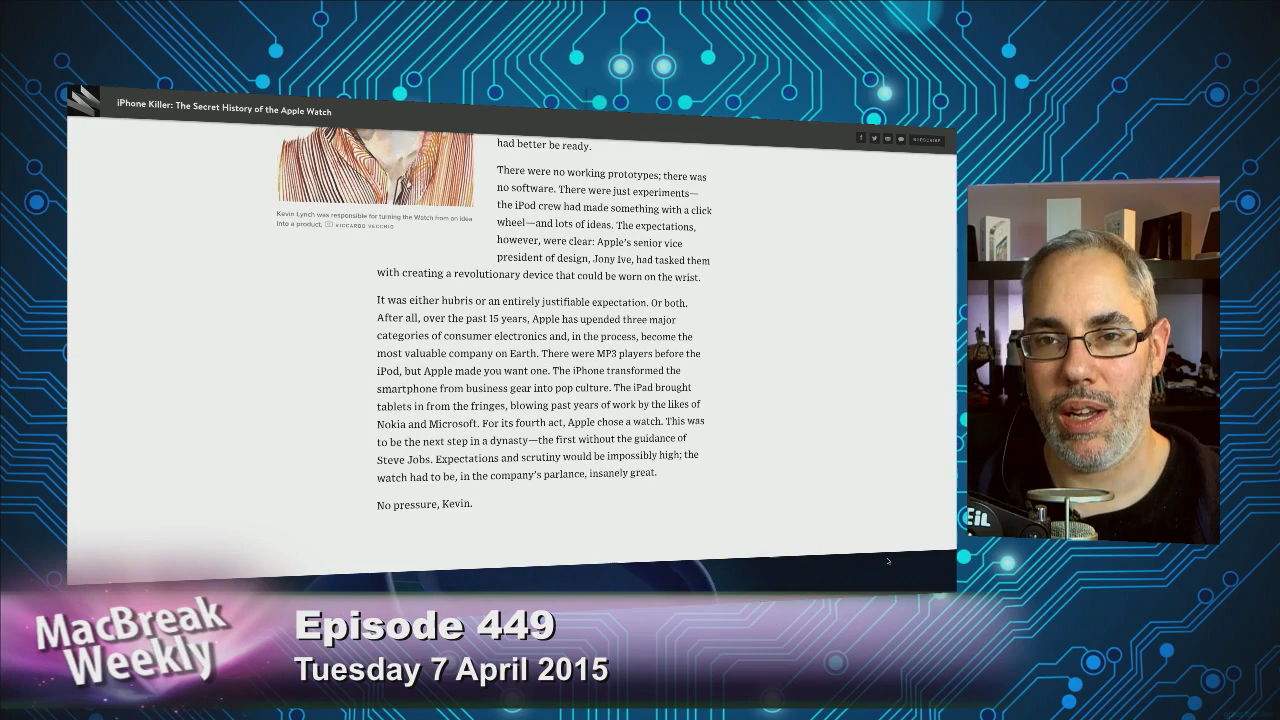 iPhone Killer: The Secret History of the Apple Watch
SUBSCRIBE
had better be ready.
There were no working prototypes; there was
no software. There were just experiments—
the iPod crew had made something with a click
wheel—and lots of ideas. The expectations,
however, were clear: Apple's senior vice
president of design, Jony Ive, had tasked them
with creating a revolutionary device that could be worn on the wrist.
Kevin Lynch was responsible for turning the Watch from an idea
into a product. RICCARDO VECCHIO
It was either hubris or an entirely justifiable expectation. Or both.
After all, over the past 15 years, Apple has upended three major
categories of consumer electronics and, in the process, become the
most valuable company on Earth. There were MP3 players before the
iPod, but Apple made you want one. The iPhone transformed the
smartphone from business gear into pop culture. The iPad brought
tablets in from the fringes, blowing past years of work by the likes of
Nokia and Microsoft. For its fourth act, Apple chose a watch. This was
to be the next step in a dynasty—the first without the guidance of
Steve Jobs. Expectations and scrutiny would be impossibly high; the
watch had to be, in the company's parlance, insanely great.
No pressure, Kevin.
EiL
MacBreak
Weekly
Episode 449
Tuesday 7 April 2015